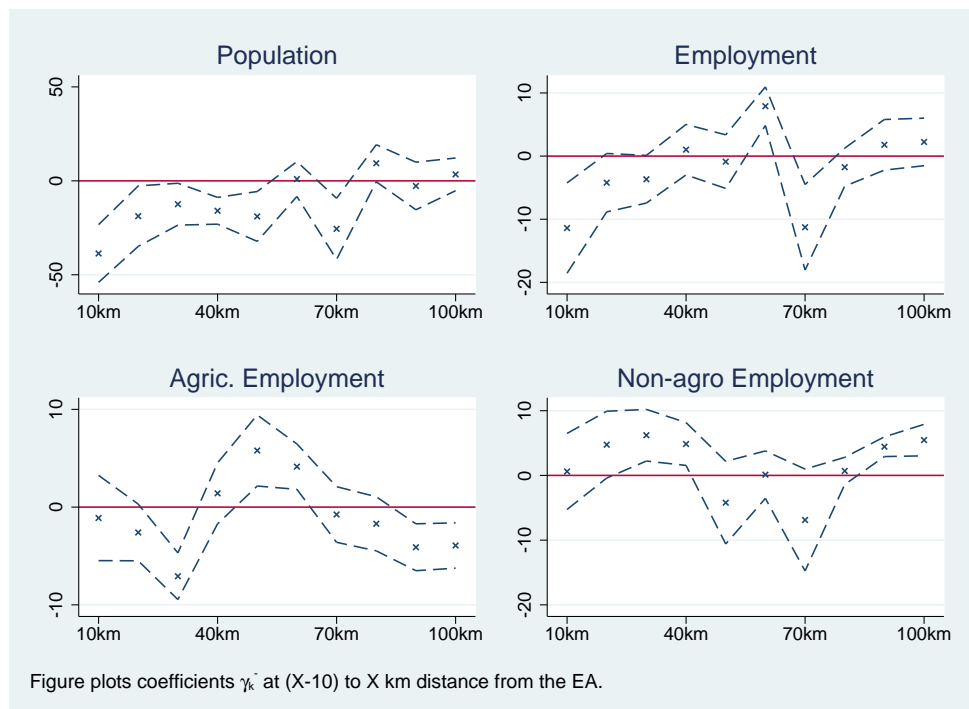 Population
50
0
-50
10km 40km 70km 100km
Employment
10
0
-10
-20
10km 40km 70km 100km
Agric. Employment
10
0
-10
10km 40km 70km 100km
Non-agro Employment
10
0
-10
-20
10km 40km 70km 100km
Figure plots coefficients γₖ⁻ at (X-10) to X km distance from the EA.